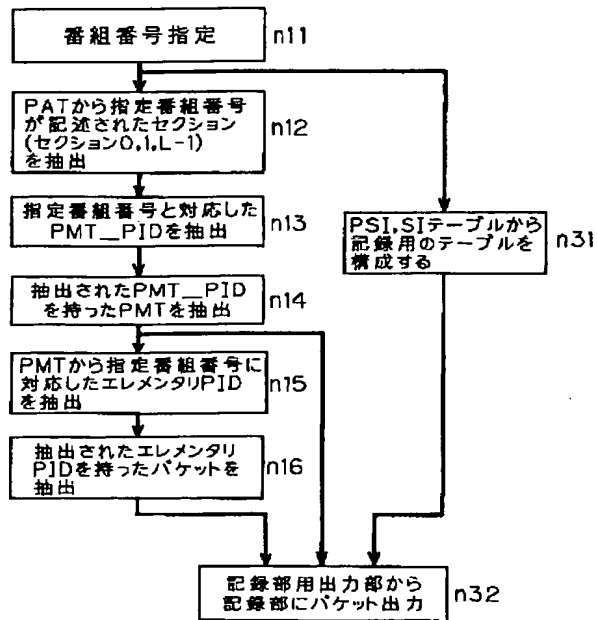 番組番号指定
n11
PATから指定番組番号
が記述されたセクション
(セクション0,1,L-1)
を抽出
n12
指定番組番号と対応した
PMT__PIDを抽出
n13
抽出されたPMT__PID
を持ったPMTを抽出
n14
PMTから指定番組番号に
対応したエレメンタリPID
を抽出
n15
抽出されたエレメンタリ
PIDを持ったパケットを
抽出
n16
PSI,SIテーブルから
記録用のテーブルを
構成する
n31
記録部用出力部から
記録部にパケット出力
n32